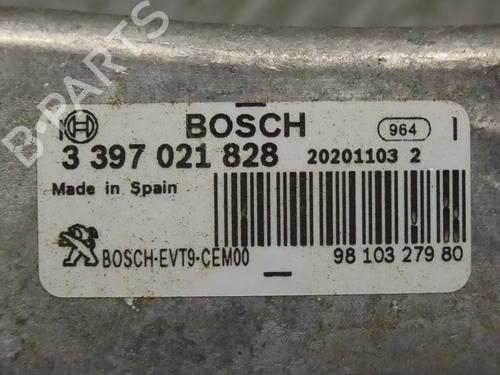 BOSCH
964
3 397 021 828 20201103 2
Made in Spain
BOSCH-EVT9-CEM00
98 103 279 80
B-PARTS